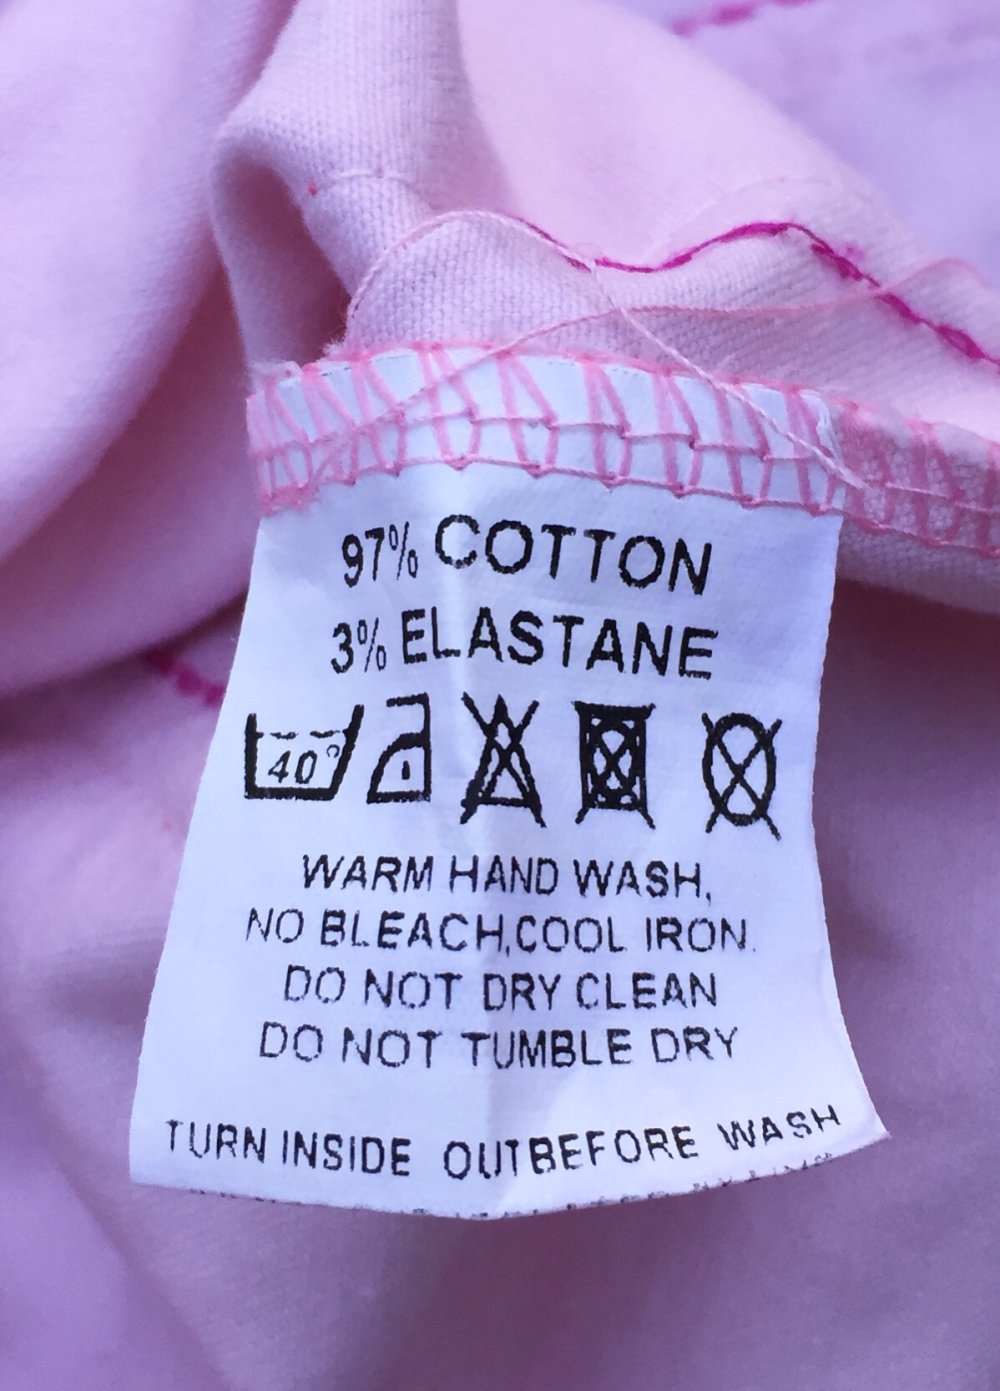 97% COTTON
3% ELASTANE
40°
WARM HAND WASH,
NO BLEACH,COOL IRON.
DO NOT DRY CLEAN
DO NOT TUMBLE DRY
TURN INSIDE OUTBEFORE WASH